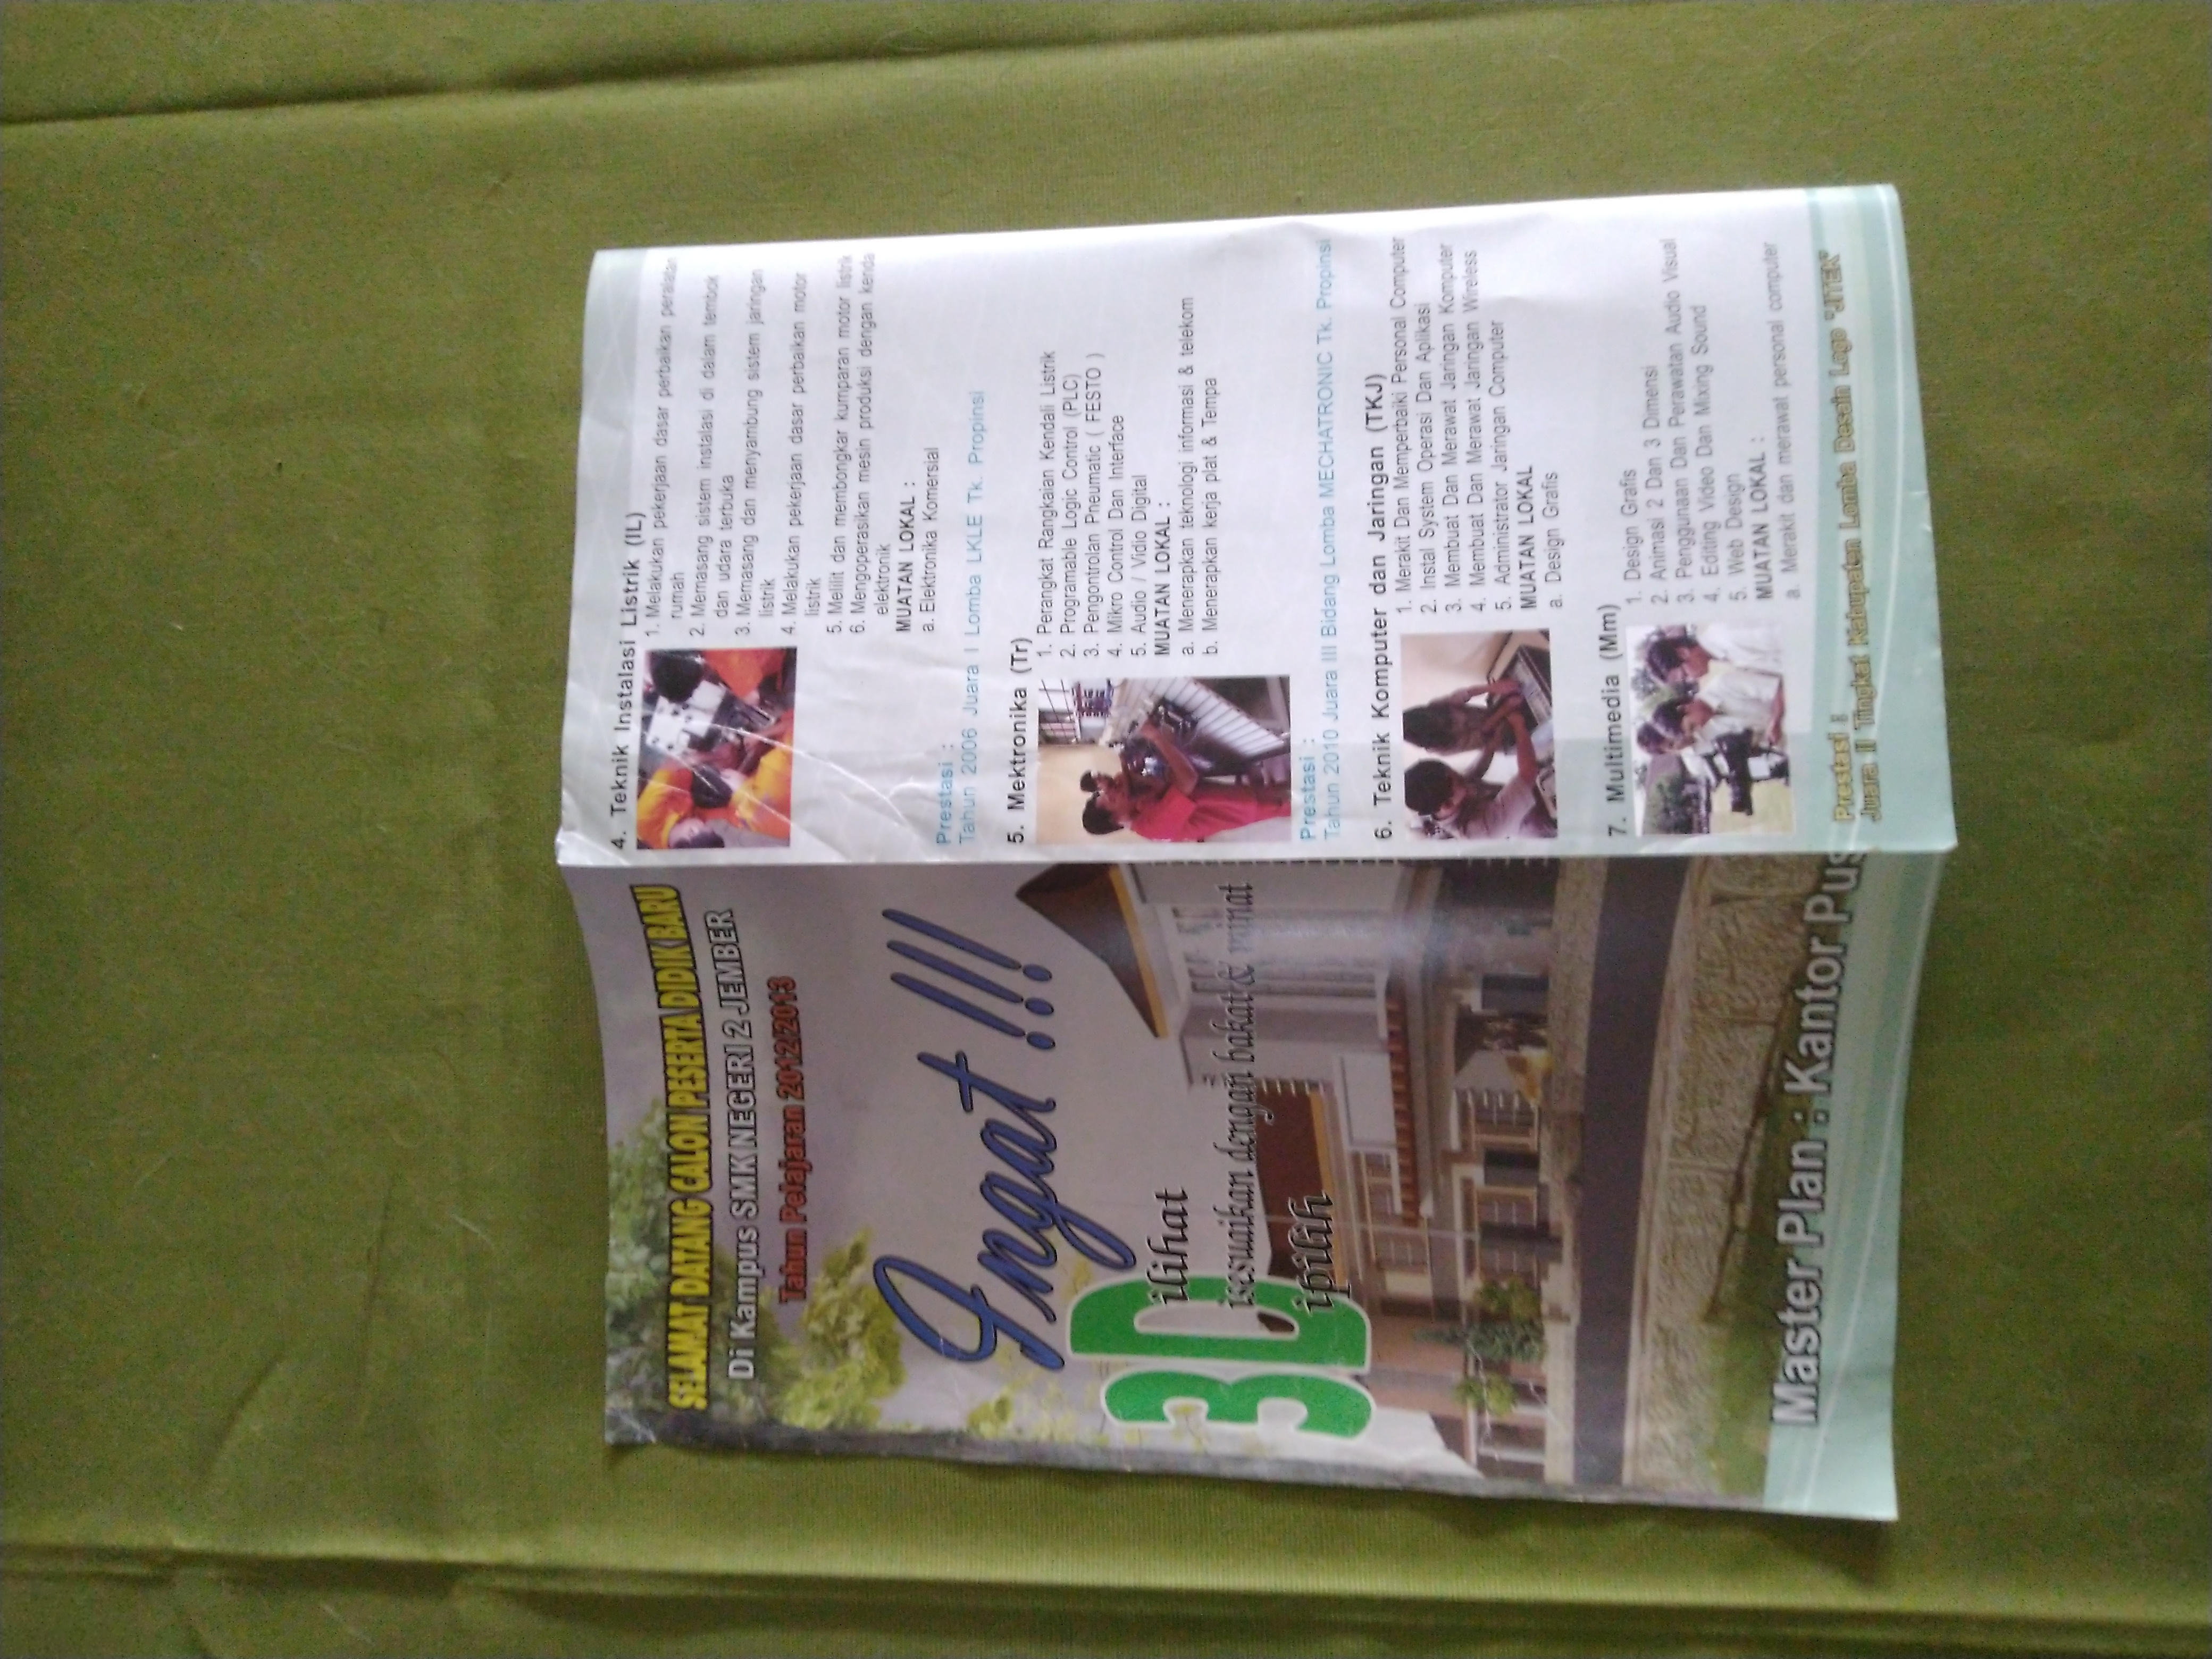 SELAMAT DATANG CALON PESERTA DIDIK BARU
Di Kampus SMK NEGERI 2 JEMBER
Tahun Pelajaran 2012/2013
Ingat !!!
3D
ilihat
isesuaikan dengan bakat & minat
ipilih
Master Plan : Kantor Pus
4. Teknik Instalasi Listrik (IL)
1. Melakukan pekerjaan dasar perbaikan peralatan
rumah
2. Memasang sistem instalasi di dalam tembok
dan udara terbuka
3. Memasang dan menyambung sistem jaringan
listrik
4. Melakukan pekerjaan dasar perbaikan motor
listrik
5. Melilit dan membongkar kumparan motor listrik
6. Mengoperasikan mesin produksi dengan kenda
elektronik
MUATAN LOKAL :
a. Elektronika Komersial
Prestasi :
Tahun 2006 Juara I Lomba LKLE Tk. Propinsi
5. Mektronika (Tr)
1. Perangkat Rangkaian Kendali Listrik
2. Programable Logic Control (PLC)
3. Pengontrolan Pneumatic ( FESTO )
4. Mikro Control Dan Interface
5. Audio / Vidio Digital
MUATAN LOKAL :
a. Menerapkan teknologi informasi & telekom
b. Menerapkan kerja plat & Tempa
Prestasi :
Tahun 2010 Juara III Bidang Lomba MECHATRONIC Tk. Propinsi
6. Teknik Komputer dan Jaringan (TKJ)
1. Merakit Dan Memperbaiki Personal Computer
2. Instal System Operasi Dan Aplikasi
3. Membuat Dan Merawat Jaringan Komputer
4. Membuat Dan Merawat Jaringan Wireless
5. Administrator Jaringan Computer
MUATAN LOKAL
a. Design Grafis
7. Multimedia (Mm)
1. Design Grafis
2. Animasi 2 Dan 3 Dimensi
3. Penggunaan Dan Perawatan Audio Visual
4. Editing Video Dan Mixing Sound
5. Web Design
MUATAN LOKAL :
a. Merakit dan merawat personal computer
Prestasi :
Juara II Tingkat Kabupaten Lomba Desain Logo "JITEK"